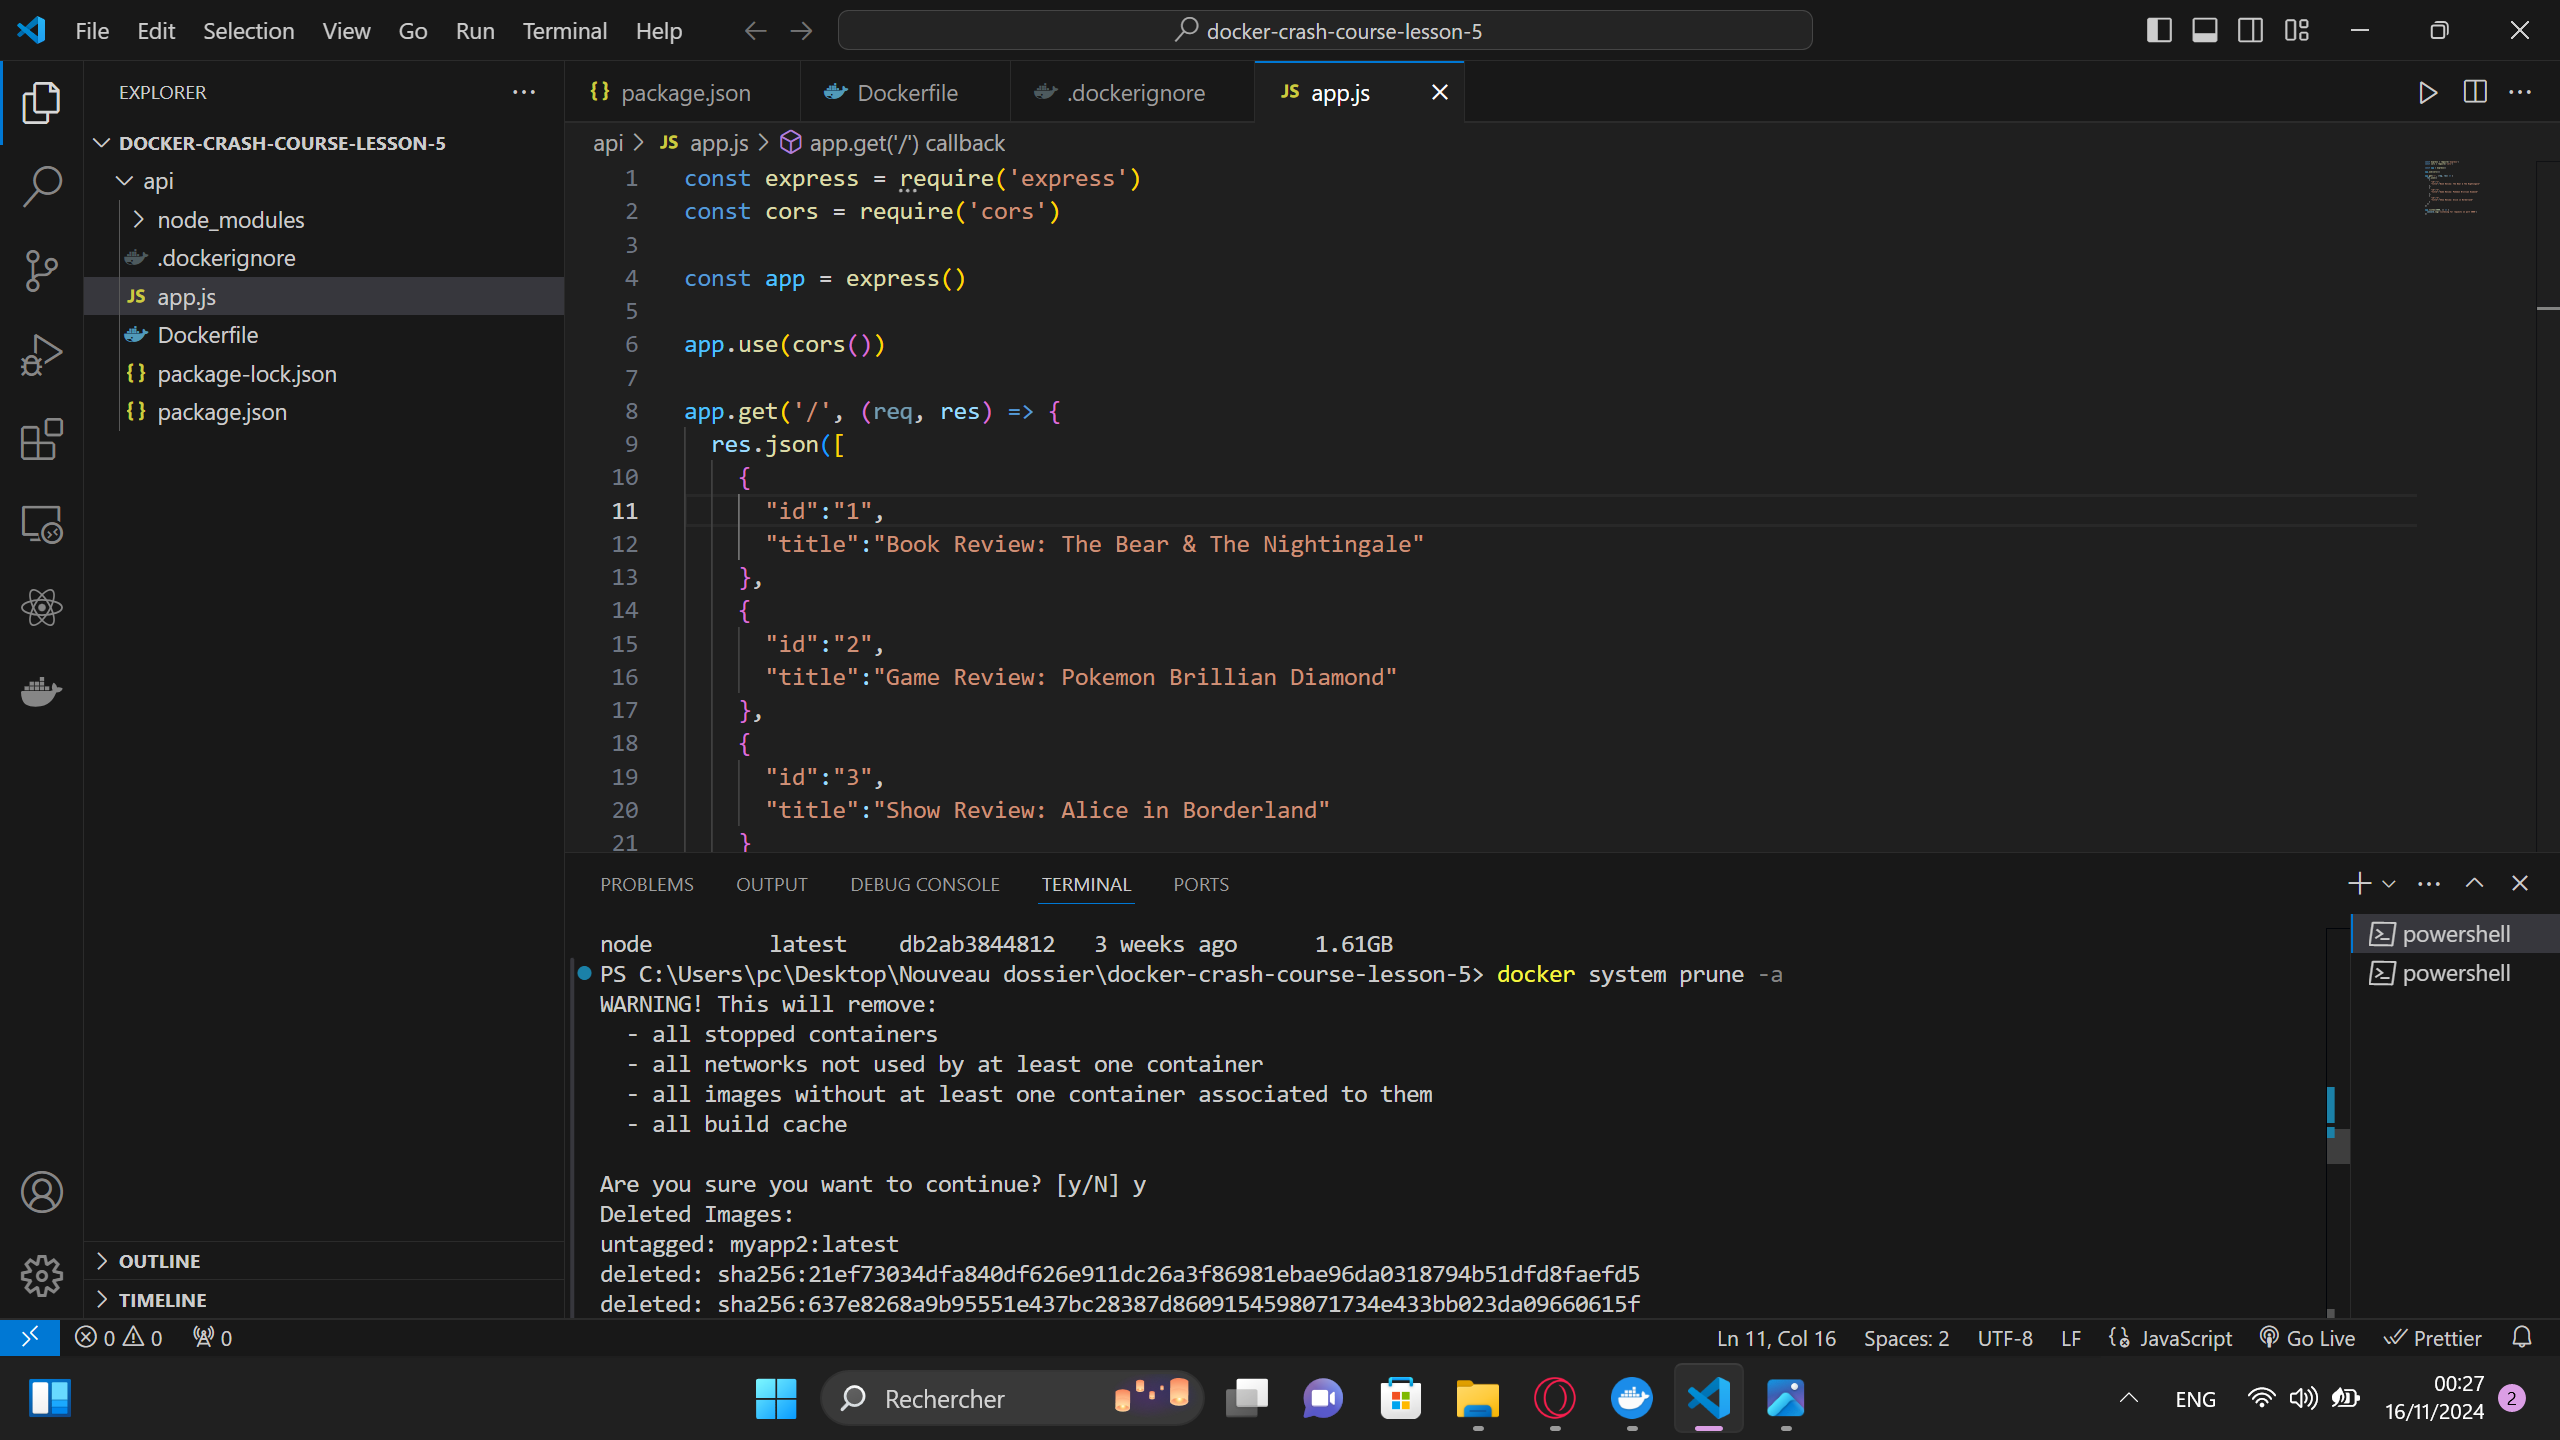 File Edit Selection View Go Run Terminal Help
docker-crash-course-lesson-5
EXPLORER
DOCKER-CRASH-COURSE-LESSON-5
api
node_modules
.dockerignore
JS app.js
Dockerfile
{} package-lock.json
{} package.json
OUTLINE
TIMELINE
{} package.json
Dockerfile
.dockerignore
JS app.js
api > JS app.js > app.get('/') callback
1 const express = require('express')
2 const cors = require('cors')
3
4 const app = express()
5
6 app.use(cors())
7
8 app.get('/', (req, res) => {
9 res.json([
10 {
11 "id":"1",
12 "title":"Book Review: The Bear & The Nightingale"
13 },
14 {
15 "id":"2",
16 "title":"Game Review: Pokemon Brillian Diamond"
17 },
18 {
19 "id":"3",
20 "title":"Show Review: Alice in Borderland"
21 }
PROBLEMS OUTPUT DEBUG CONSOLE TERMINAL PORTS
node latest db2ab3844812 3 weeks ago 1.61GB
PS C:\Users\pc\Desktop\Nouveau dossier\docker-crash-course-lesson-5> docker system prune -a
WARNING! This will remove:
- all stopped containers
- all networks not used by at least one container
- all images without at least one container associated to them
- all build cache
Are you sure you want to continue? [y/N] y
Deleted Images:
untagged: myapp2:latest
deleted: sha256:21ef73034dfa840df626e911dc26a3f86981ebae96da0318794b51dfd8faefd5
deleted: sha256:637e8268a9b95551e437bc28387d8609154598071734e433bb023da09660615f
powershell
powershell
0 0 0
Ln 11, Col 16 Spaces: 2 UTF-8 LF JavaScript Go Live Prettier
Rechercher
ENG
00:27
16/11/2024
2